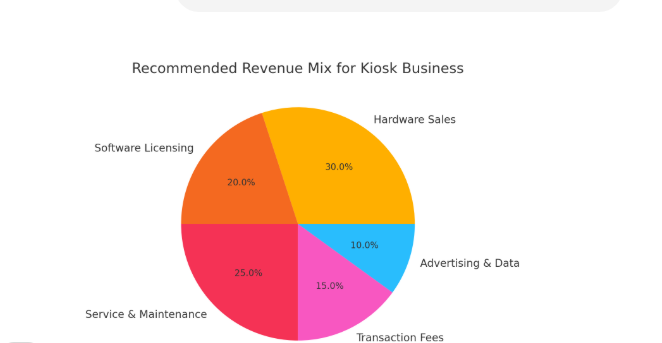 Recommended Revenue Mix for Kiosk Business
Hardware Sales
Software Licensing
30.0%
20.0%
10.0%
Advertising & Data
25.0%
15.0%
Service & Maintenance
Transaction Fees